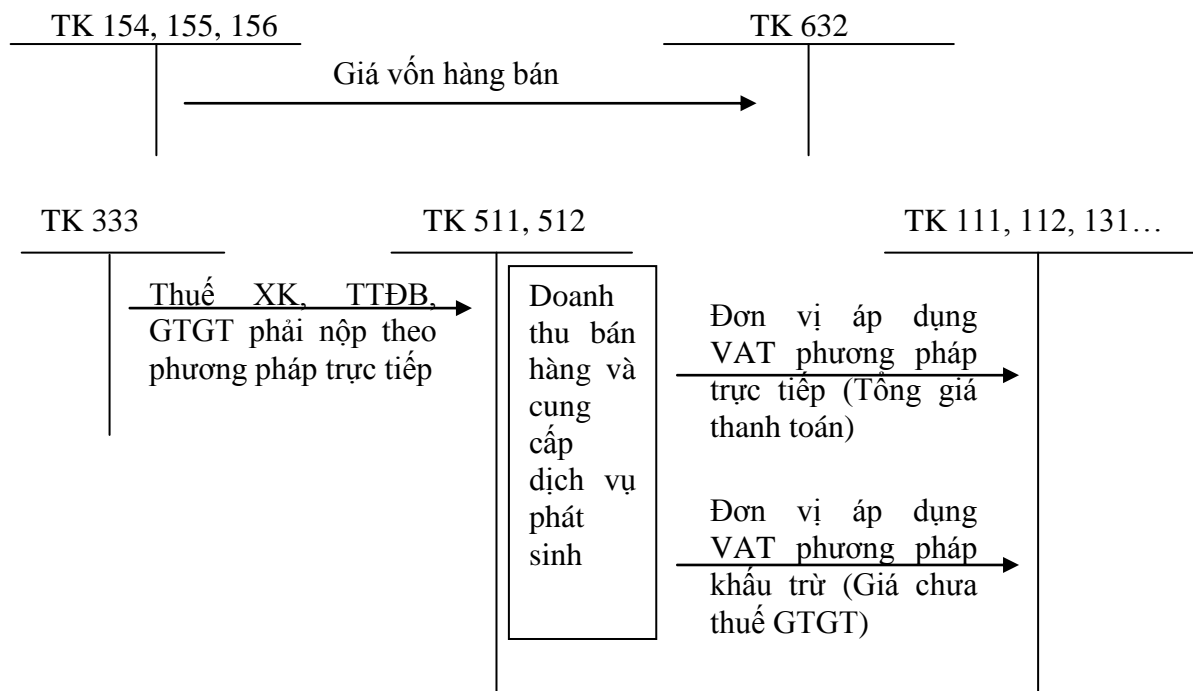 TK 154, 155, 156
TK 632
Giá vốn hàng bán
TK 333
TK 511, 512
TK 111, 112, 131…
Thuế XK, TTĐB,
GTGT phải nộp theo
phương pháp trực tiếp
Doanh
thu bán
hàng và
cung
cấp
dịch vụ
phát
sinh
Đơn vị áp dụng
VAT phương pháp
trực tiếp (Tổng giá
thanh toán)
Đơn vị áp dụng
VAT phương pháp
khấu trừ (Giá chưa
thuế GTGT)